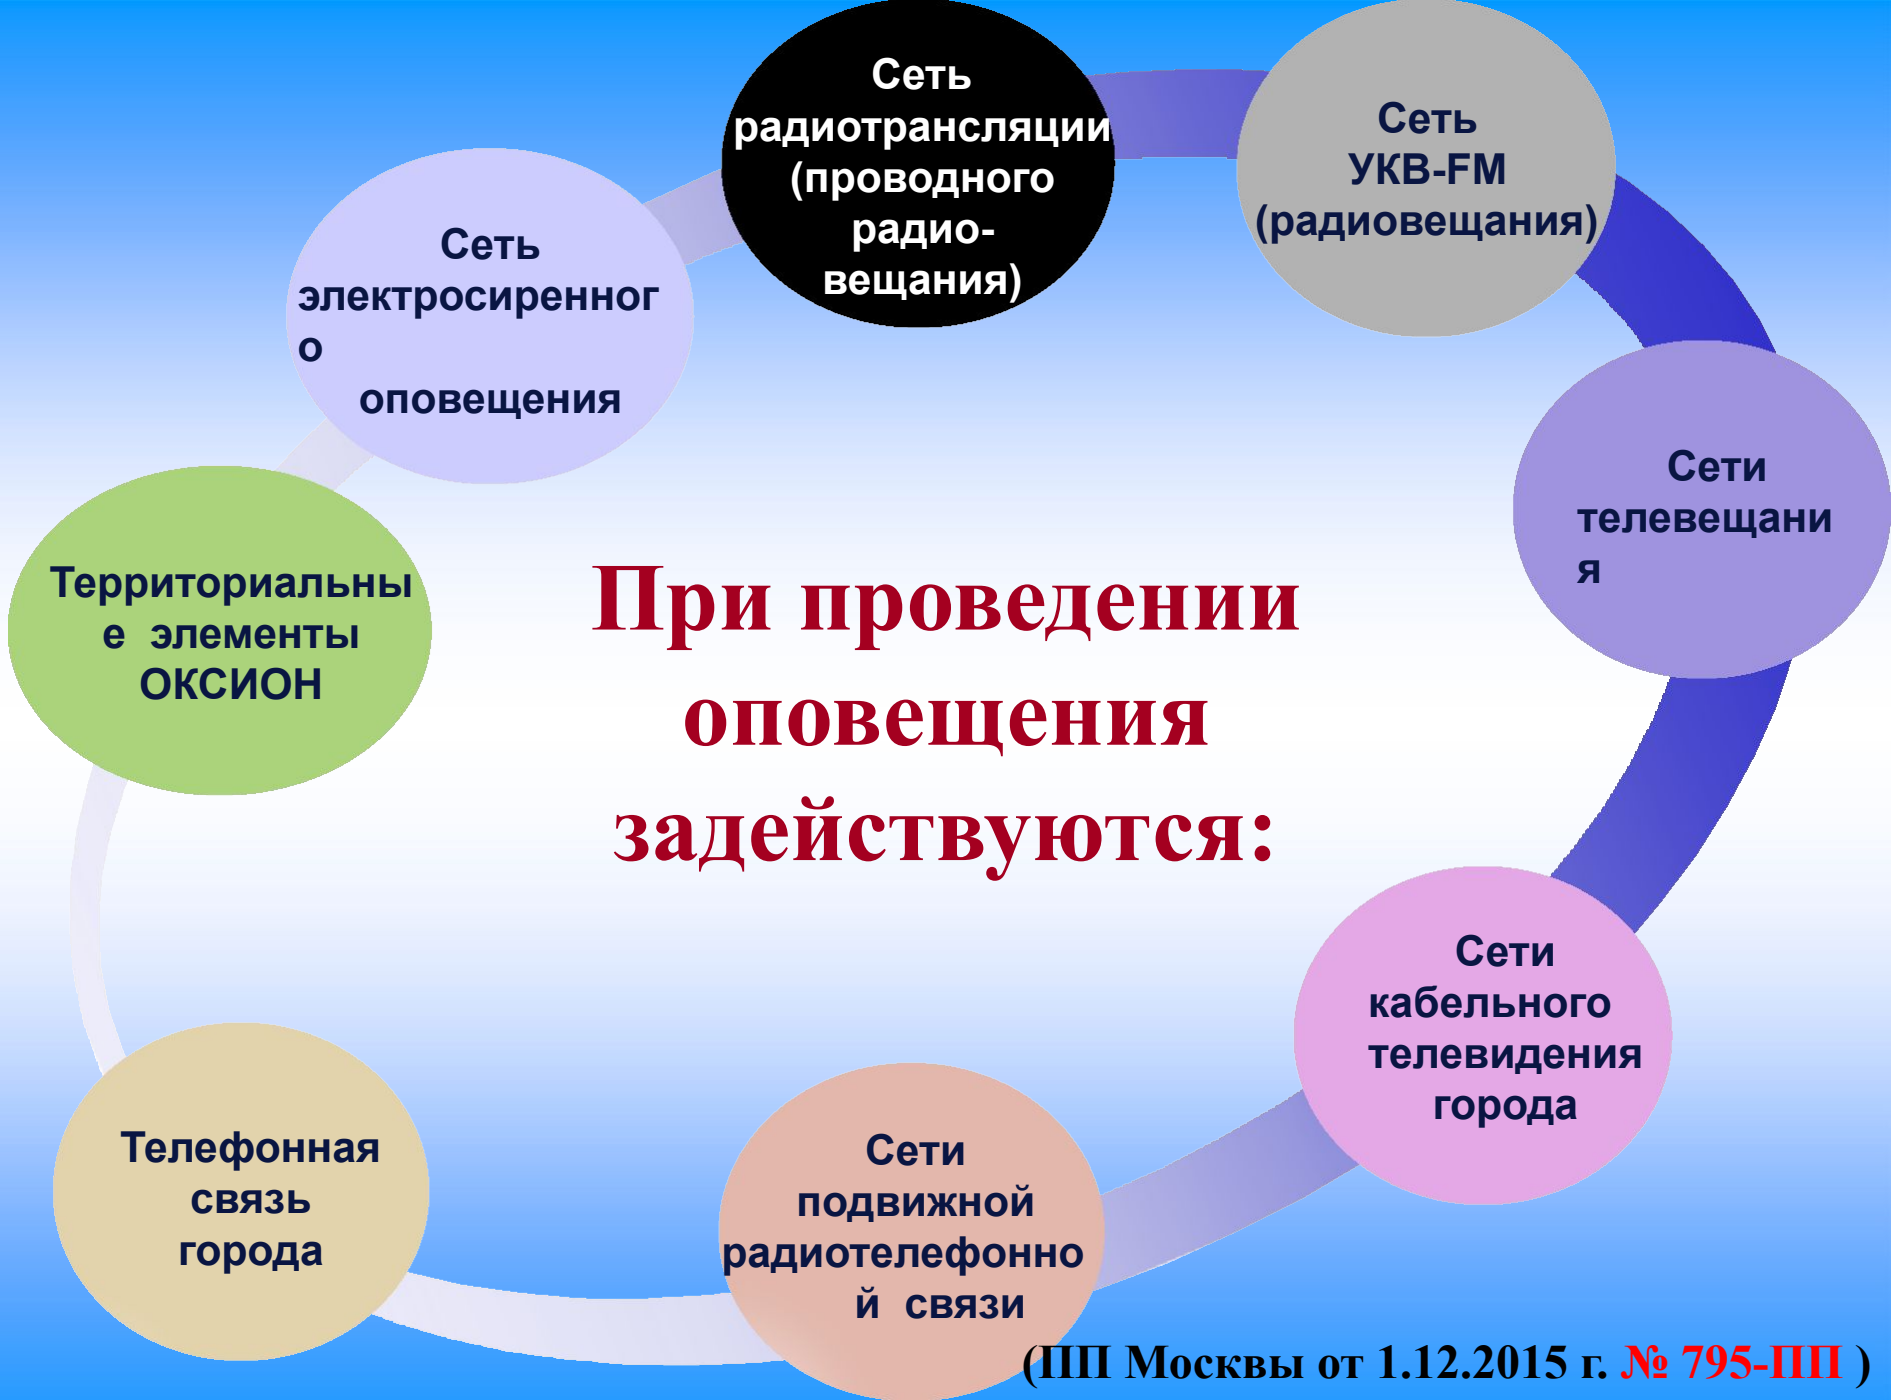 Сеть
радиотрансляции
(проводного
радио-
вещания)
Сеть
УКВ-FM
(радиовещания)
Сеть
электросиренног
о
оповещения
Сети
телевещани
я
Территориальны
е элементы
ОКСИОН
При проведении
оповещения
задействуются:
Сети
кабельного
телевидения
города
Телефонная
связь
города
Сети
подвижной
радиотелефонно
й связи
(ПП Москвы от 1.12.2015 г. № 795-ПП )